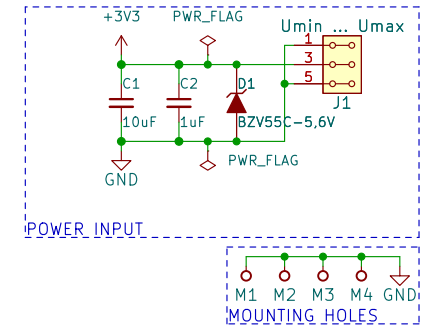 +3V3 PWR_FLAG
Umin ... Umax
1
3
5
C1 C2 D1
J1
10uF 1uF BZV55C-5,6V
PWR_FLAG
GND
POWER INPUT
M1 M2 M3 M4 GND
MOUNTING HOLES